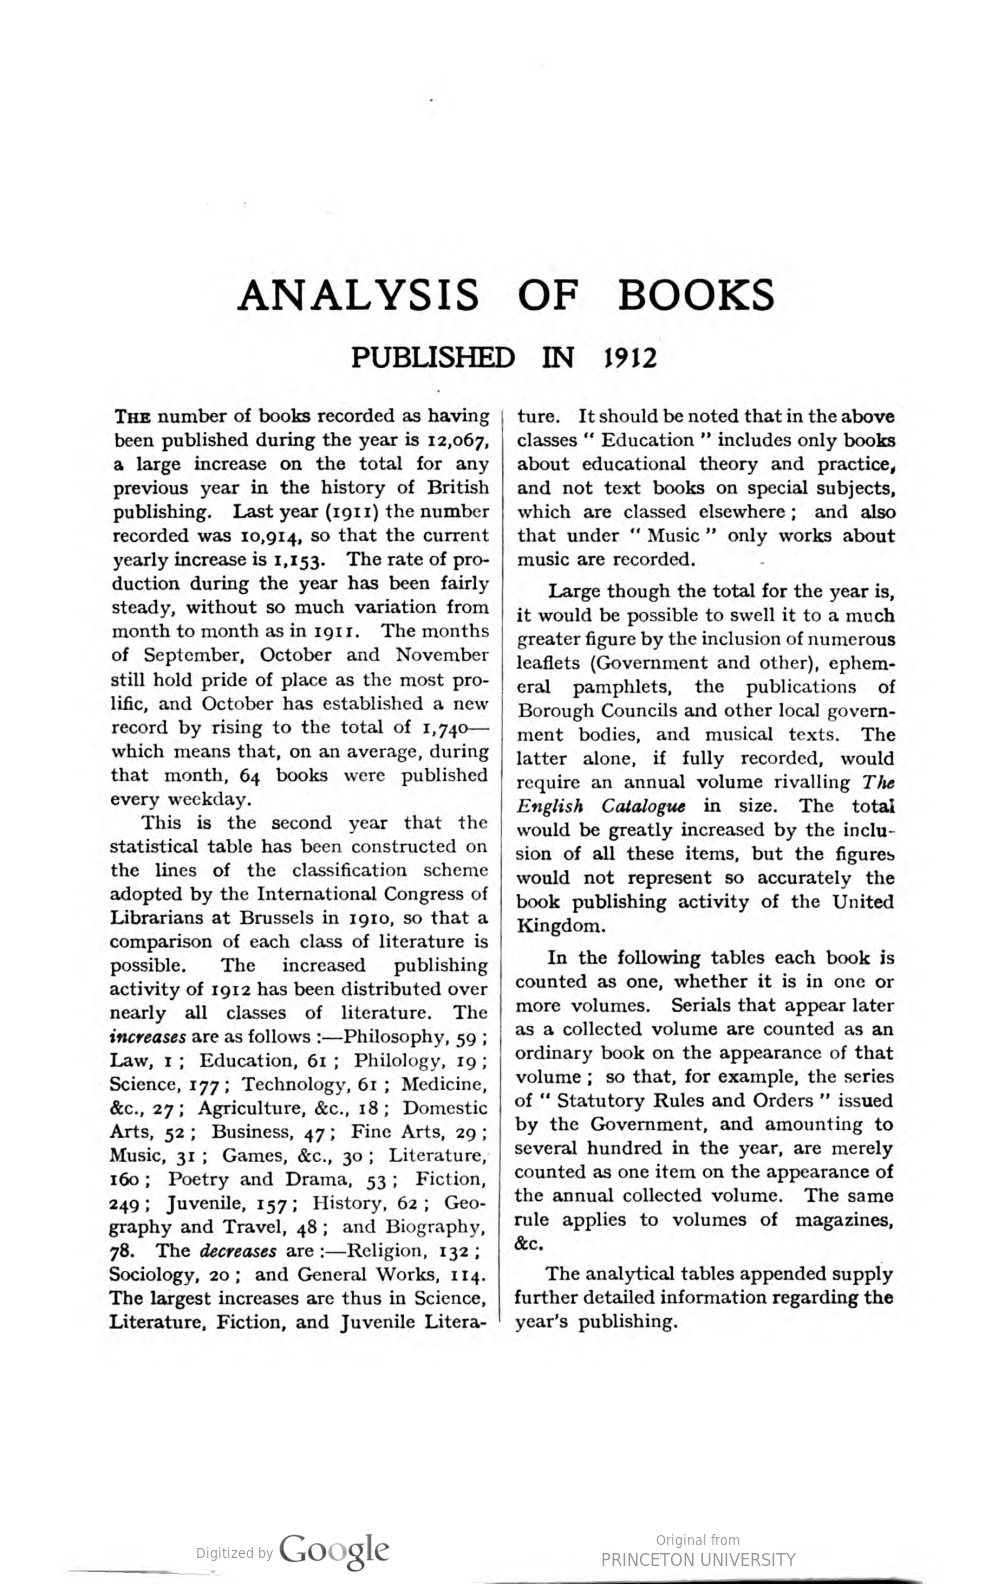 ANALYSIS OF BOOKS
PUBLISHED IN 1912
THE number of books recorded as having
been published during the year is 12,067,
a large increase on the total for any
previous year in the history of British
publishing. Last year (1911) the number
recorded was 10,914, so that the current
yearly increase is 1,153. The rate of pro-
duction during the year has been fairly
steady, without so much variation from
month to month as in 1911. The months
of September, October and November
still hold pride of place as the most pro-
lific, and October has established a new
record by rising to the total of 1,740—
which means that, on an average, during
that month, 64 books were published
every weekday.
This is the second year that the
statistical table has been constructed on
the lines of the classification scheme
adopted by the International Congress of
Librarians at Brussels in 1910, so that a
comparison of each class of literature is
possible. The increased publishing
activity of 1912 has been distributed over
nearly all classes of literature. The
increases are as follows :—Philosophy, 59 ;
Law, 1 ; Education, 61 ; Philology, 19 ;
Science, 177 ; Technology, 61 ; Medicine,
&c., 27 ; Agriculture, &c., 18 ; Domestic
Arts, 52 ; Business, 47 ; Fine Arts, 29 ;
Music, 31 ; Games, &c., 30 ; Literature,
160 ; Poetry and Drama, 53 ; Fiction,
249 ; Juvenile, 157 ; History, 62 ; Geo-
graphy and Travel, 48 ; and Biography,
78. The decreases are :—Religion, 132 ;
Sociology, 20 ; and General Works, 114.
The largest increases are thus in Science,
Literature, Fiction, and Juvenile Litera-
ture. It should be noted that in the above
classes " Education " includes only books
about educational theory and practice,
and not text books on special subjects,
which are classed elsewhere ; and also
that under " Music " only works about
music are recorded.
Large though the total for the year is,
it would be possible to swell it to a much
greater figure by the inclusion of numerous
leaflets (Government and other), ephem-
eral pamphlets, the publications of
Borough Councils and other local govern-
ment bodies, and musical texts. The
latter alone, if fully recorded, would
require an annual volume rivalling The
English Catalogue in size. The total
would be greatly increased by the inclu-
sion of all these items, but the figures
would not represent so accurately the
book publishing activity of the United
Kingdom.
In the following tables each book is
counted as one, whether it is in one or
more volumes. Serials that appear later
as a collected volume are counted as an
ordinary book on the appearance of that
volume ; so that, for example, the series
of " Statutory Rules and Orders " issued
by the Government, and amounting to
several hundred in the year, are merely
counted as one item on the appearance of
the annual collected volume. The same
rule applies to volumes of magazines,
&c.
The analytical tables appended supply
further detailed information regarding the
year's publishing.
Digitized by Google
Original from
PRINCETON UNIVERSITY